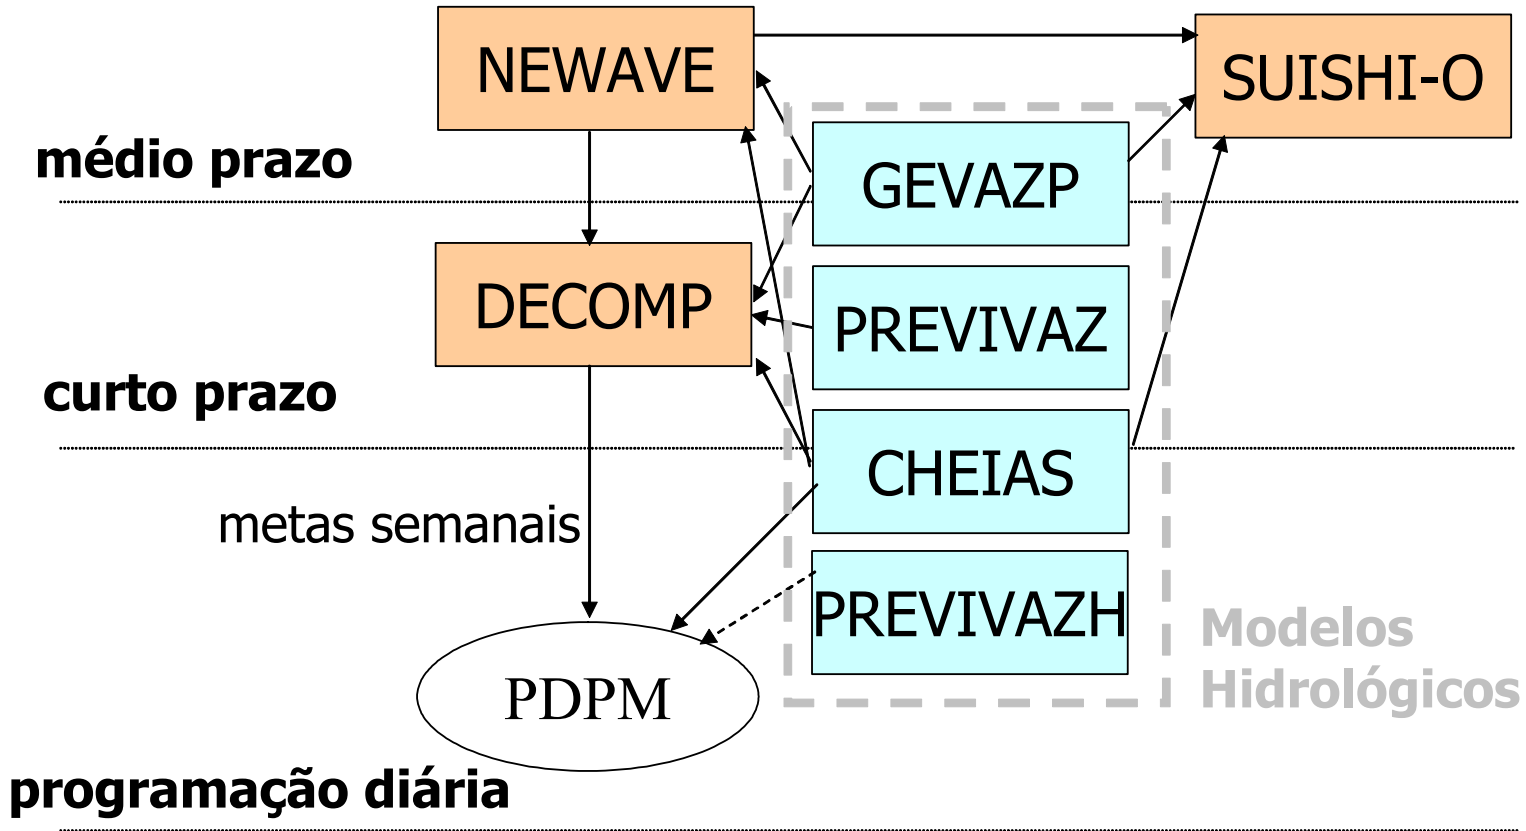 NEWAVE
SUISHI-O
médio prazo
GEVAZP
DECOMP
PREVIVAZ
curto prazo
CHEIAS
metas semanais
PREVIVAZH
Modelos
Hidrológicos
PDPM
programação diária